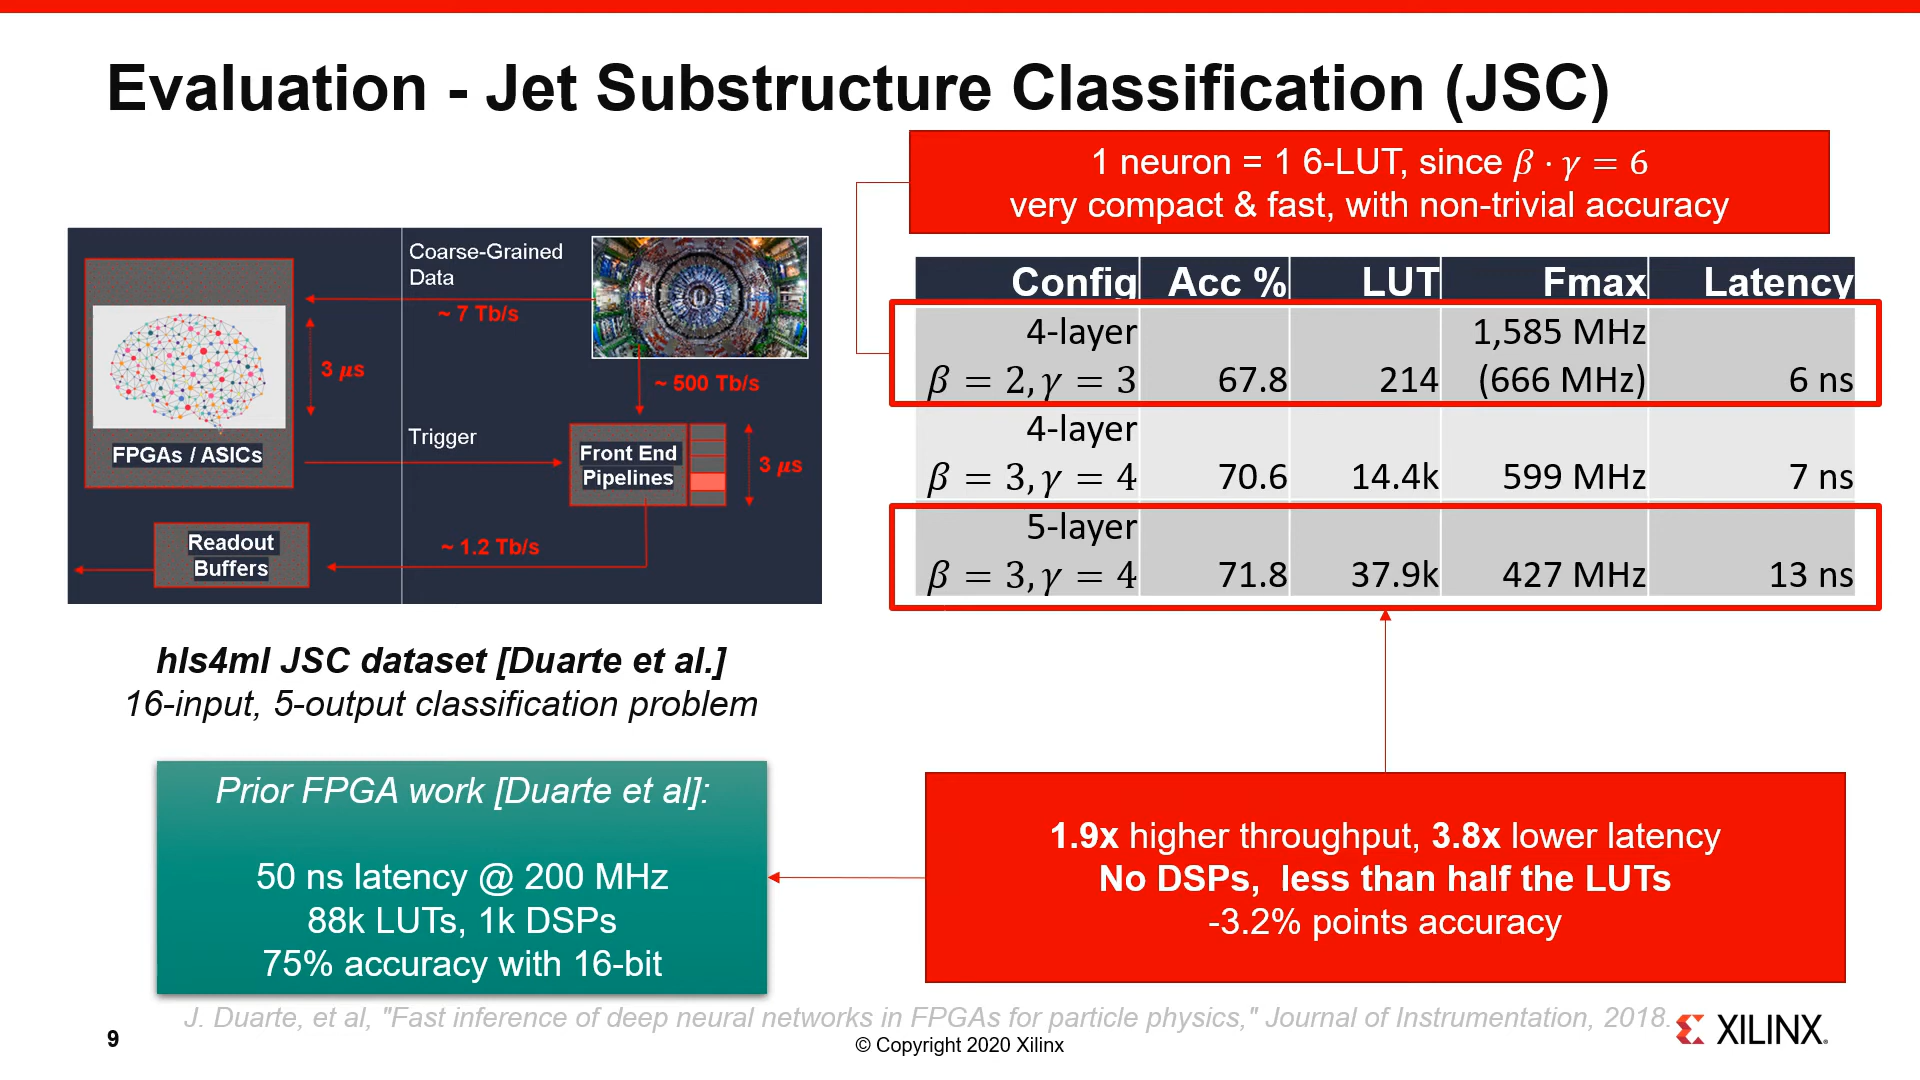 Evaluation - Jet Substructure Classification (JSC)
1 neuron = 1 6-LUT, since β · γ = 6
very compact & fast, with non-trivial accuracy
Coarse-Grained
Data
~ 7 Tb/s
3 μs
~ 500 Tb/s
FPGAs / ASICs
Trigger
Front End
Pipelines
3 μs
Readout
Buffers
~ 1.2 Tb/s
Config Acc % LUT Fmax Latency
4-layer 1,585 MHz
β = 2, γ = 3 67.8 214 (666 MHz) 6 ns
4-layer
β = 3, γ = 4 70.6 14.4k 599 MHz 7 ns
5-layer
β = 3, γ = 4 71.8 37.9k 427 MHz 13 ns
hls4ml JSC dataset [Duarte et al.]
16-input, 5-output classification problem
Prior FPGA work [Duarte et al]:
50 ns latency @ 200 MHz
88k LUTs, 1k DSPs
75% accuracy with 16-bit
1.9x higher throughput, 3.8x lower latency
No DSPs, less than half the LUTs
-3.2% points accuracy
J. Duarte, et al, "Fast inference of deep neural networks in FPGAs for particle physics," Journal of Instrumentation, 2018.
9
© Copyright 2020 Xilinx
XILINX